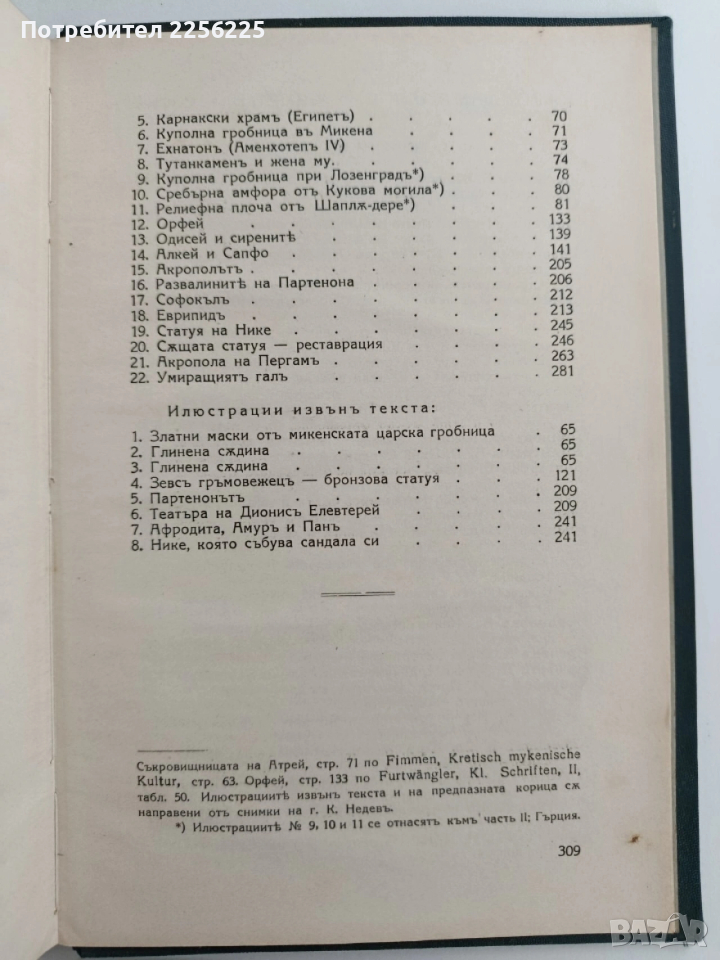 Потребител 2256225
5. Карнакски храмъ (Египетъ) . . . . . 70
6. Куполна гробница въ Микена . . . . 71
7. Ехнатонъ (Аменхотеп IV) . . . . . 73
8. Тутанкамен и жена му. . . . . . 74
9. Куполна гробница при Лозенградъ*) . . . 78
10. Сребърна амфора отъ Кукова могила*) . . . 80
11. Релиефна плоча отъ Шаплѫ-дере*) . . . 81
12. Орфей . . . . . . . 133
13. Одисей и сиренитѣ . . . . . 139
14. Алкей и Сапфо . . . . . . 141
15. Акрополътъ . . . . . . . 205
16. Развалинитѣ на Партенона . . . . 206
17. Софокълъ . . . . . . . 212
18. Еврипидъ . . . . . . . 213
19. Статуя на Нике . . . . . . 245
20. Сѫщата статуя — реставрация . . . . 246
21. Акропола на Пергамъ . . . . . 263
22. Умиращиятъ галъ . . . . . . 281
Илюстрации извънъ текста:
1. Златни маски отъ микенската царска гробница . 65
2. Глинена сѫдина . . . . . . 65
3. Глинена сѫдина . . . . . . 65
4. Зевсъ гръмовежецъ — бронзова статуя . . . 121
5. Партенонътъ . . . . . . . 209
6. Театъра на Дионисъ Елевтерей . . . . 209
7. Афродита, Амуръ и Панъ . . . . . 241
8. Нике, която събува сандала си . . . . 241
Съкровищницата на Атрей, стр. 71 по Fimmen, Kretisch mykenische
Kultur, стр. 63. Орфей, стр. 133 по Furtwängler, Kl. Schriften, II,
табл. 50. Илюстрациитѣ извънъ текста и на предпазната корица сѫ
направени отъ снимки на г. К. Недевъ.
*) Илюстрациитѣ № 9, 10 и 11 се отнасятъ къмъ часть II; Гърция.
309
BAZAR